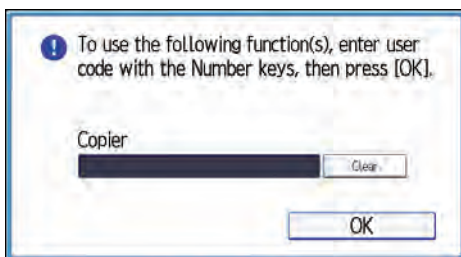 To use the following function(s), enter user
code with the Number keys, then press [OK].
Copier
Clear
OK